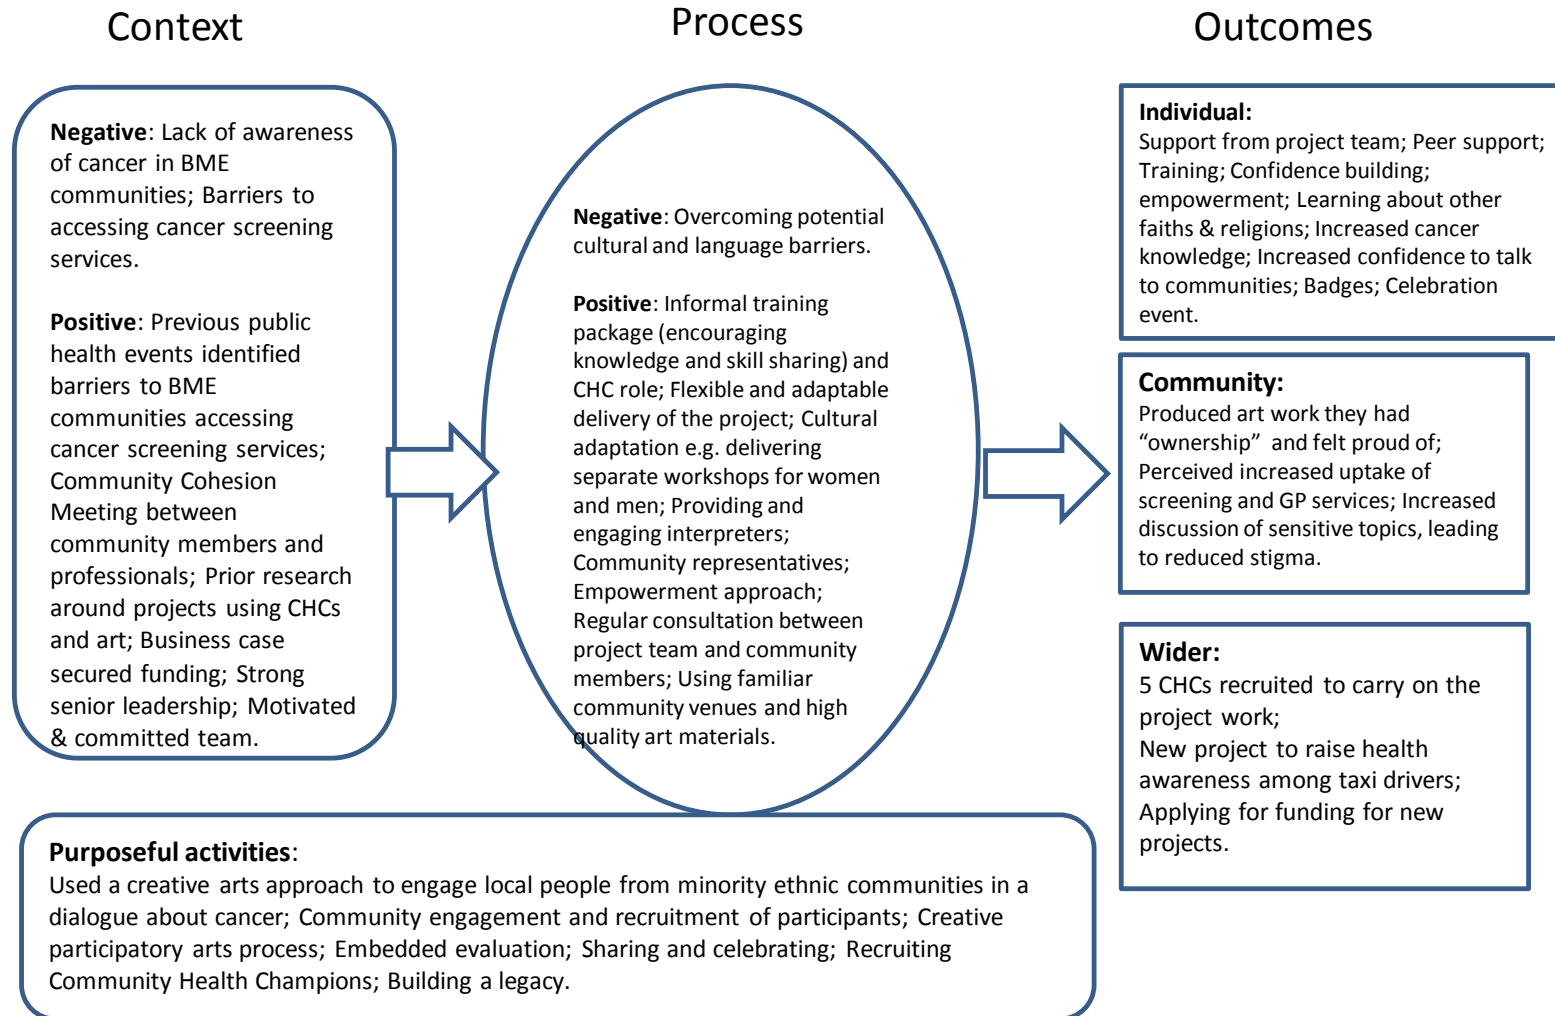 Context
Process
Outcomes
Negative: Lack of awareness
of cancer in BME
communities; Barriers to
accessing cancer screening
services.
Positive: Previous public
health events identified
barriers to BME
communities accessing
cancer screening services;
Community Cohesion
Meeting between
community members and
professionals; Prior research
around projects using CHCs
and art; Business case
secured funding; Strong
senior leadership; Motivated
& committed team.
Negative: Overcoming potential
cultural and language barriers.
Positive: Informal training
package (encouraging
knowledge and skill sharing) and
CHC role; Flexible and adaptable
delivery of the project; Cultural
adaptation e.g. delivering
separate workshops for women
and men; Providing and
engaging interpreters;
Community representatives;
Empowerment approach;
Regular consultation between
project team and community
members; Using familiar
community venues and high
quality art materials.
Individual:
Support from project team; Peer support;
Training; Confidence building;
empowerment; Learning about other
faiths & religions; Increased cancer
knowledge; Increased confidence to talk
to communities; Badges; Celebration
event.
Community:
Produced art work they had
“ownership” and felt proud of;
Perceived increased uptake of
screening and GP services; Increased
discussion of sensitive topics, leading
to reduced stigma.
Wider:
5 CHCs recruited to carry on the
project work;
New project to raise health
awareness among taxi drivers;
Applying for funding for new
projects.
Purposeful activities:
Used a creative arts approach to engage local people from minority ethnic communities in a
dialogue about cancer; Community engagement and recruitment of participants; Creative
participatory arts process; Embedded evaluation; Sharing and celebrating; Recruiting
Community Health Champions; Building a legacy.